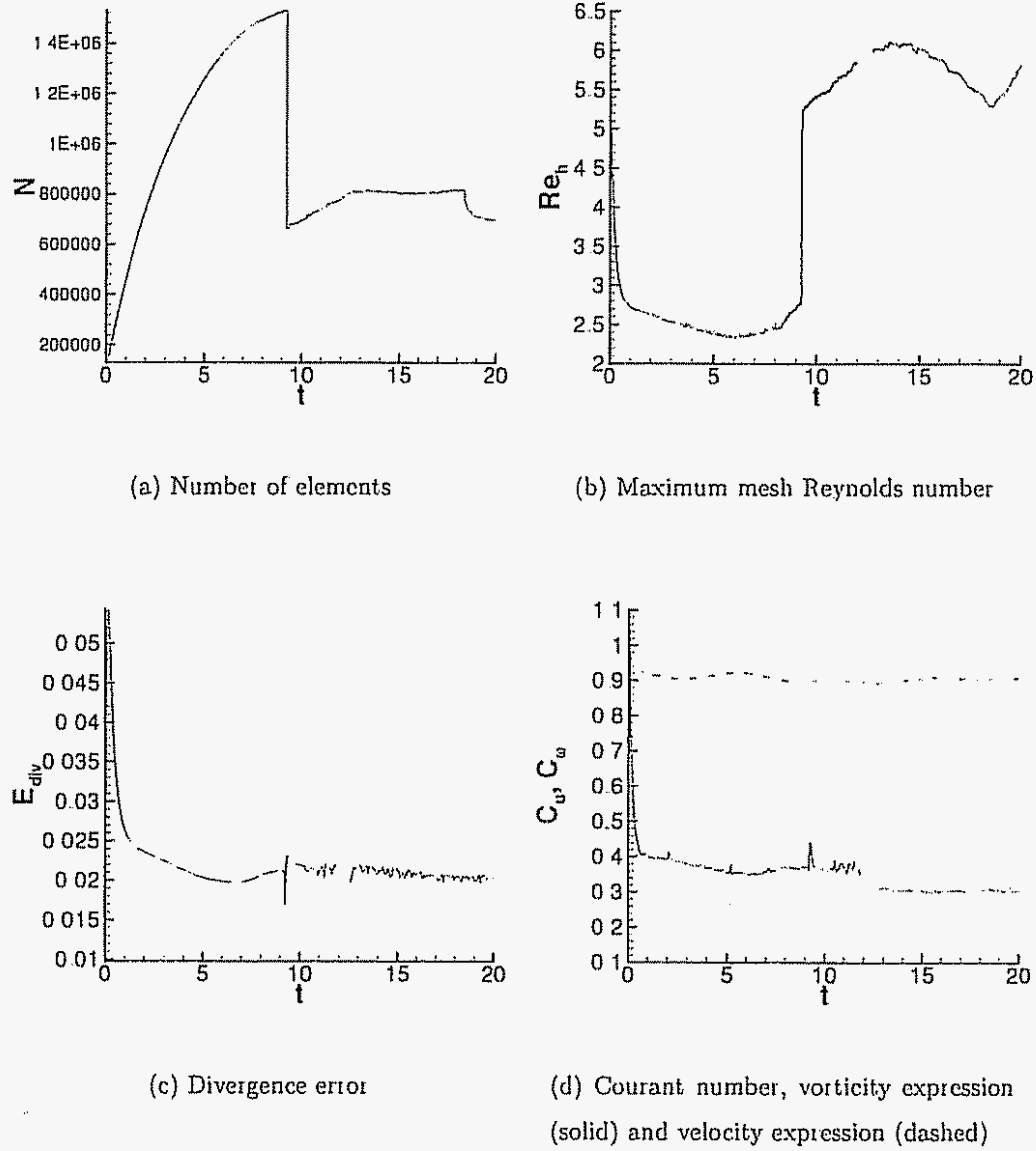 1 4E+06
1 2E+06
1E+06
800000
600000
400000
200000
N
0 5 10 15 20
t
6.5
6
5.5
5
4 5
4
3 5
3
2.5
2
Re_h
0 5 10 15 20
t
(a) Number of elements
(b) Maximum mesh Reynolds number
0 05
0 045
0 04
0 035
0 03
0 025
0 02
0 015
0 01
E_div
0 5 10 15 20
t
1 1
1
0 9
0 8
0 7
0 6
0 5
0 4
0 3
0 2
0 1
C_u, C_ω
0 5 10 15 20
t
(c) Divergence error
(d) Courant number, vorticity expression
(solid) and velocity expression (dashed)